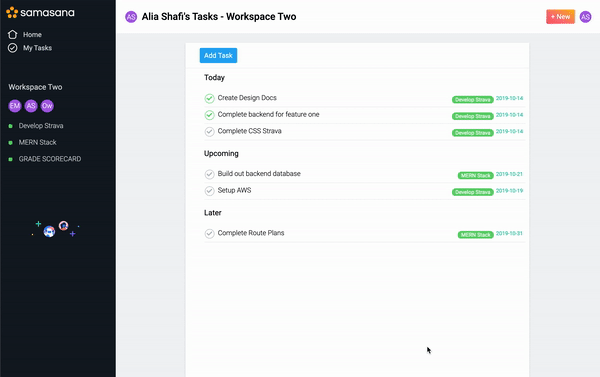 samasana
Home
My Tasks
Workspace Two
EM AS Ow
Develop Strava
MERN Stack
GRADE SCORECARD
AS Alia Shafi's Tasks - Workspace Two
+ New AS
Add Task
Today
Create Design Docs Develop Strava 2019-10-14
Complete backend for feature one Develop Strava 2019-10-14
Complete CSS Strava Develop Strava 2019-10-14
Upcoming
Build out backend database MERN Stack 2019-10-21
Setup AWS Develop Strava 2019-10-19
Later
Complete Route Plans MERN Stack 2019-10-31